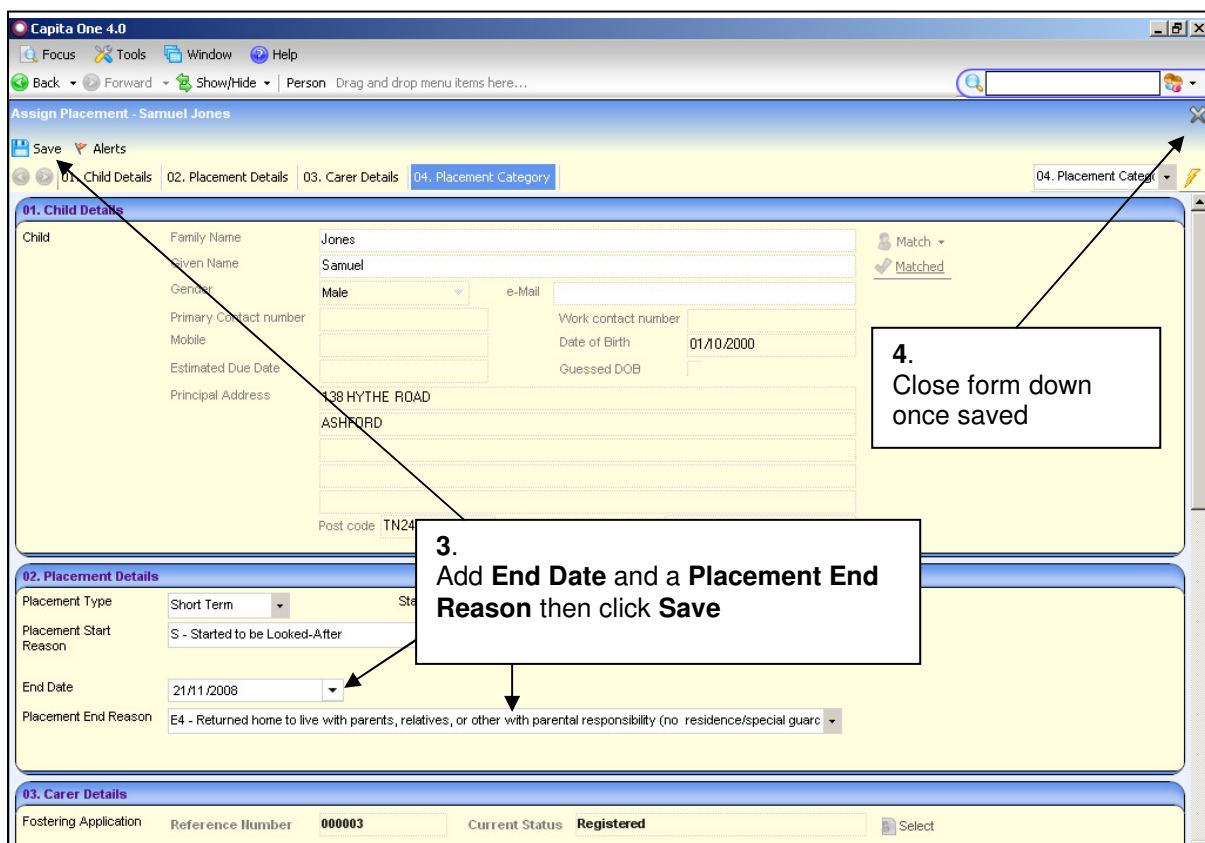 Capita One 4.0
Focus Tools Window Help
Back Forward Show/Hide Person Drag and drop menu items here...
Assign Placement - Samuel Jones
Save Alerts
01. Child Details 02. Placement Details 03. Carer Details 04. Placement Category 04. Placement Categ
01. Child Details
Child Family Name Jones Match
Given Name Samuel Matched
Gender Male e-Mail
Primary Contact number Work contact number
Mobile Date of Birth 01/10/2000
Estimated Due Date Guessed DOB
Principal Address 138 HYTHE ROAD
ASHFORD
Post code TN24
4.
Close form down
once saved
3.
Add End Date and a Placement End
Reason then click Save
02. Placement Details
Placement Type Short Term Sta
Placement Start
Reason S - Started to be Looked-After
End Date 21/11/2008
Placement End Reason E4 - Returned home to live with parents, relatives, or other with parental responsibility (no residence/special guarc
03. Carer Details
Fostering Application Reference Number 000003 Current Status Registered Select